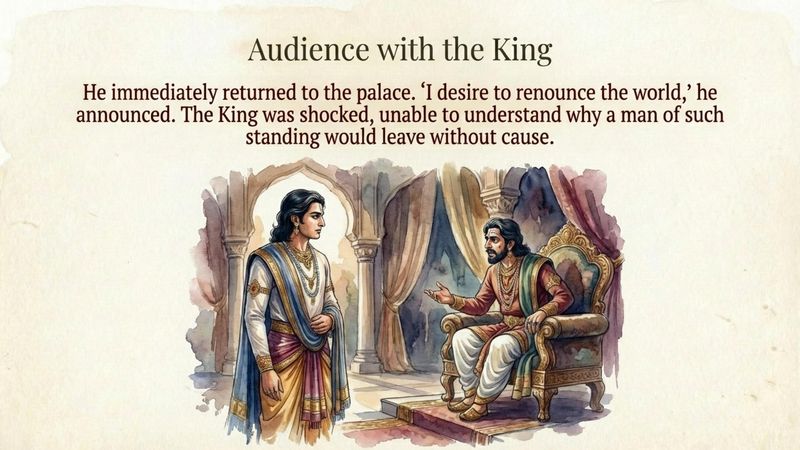 Audience with the King
He immediately returned to the palace. ‘I desire to renounce the world,’ he
announced. The King was shocked, unable to understand why a man of such
standing would leave without cause.